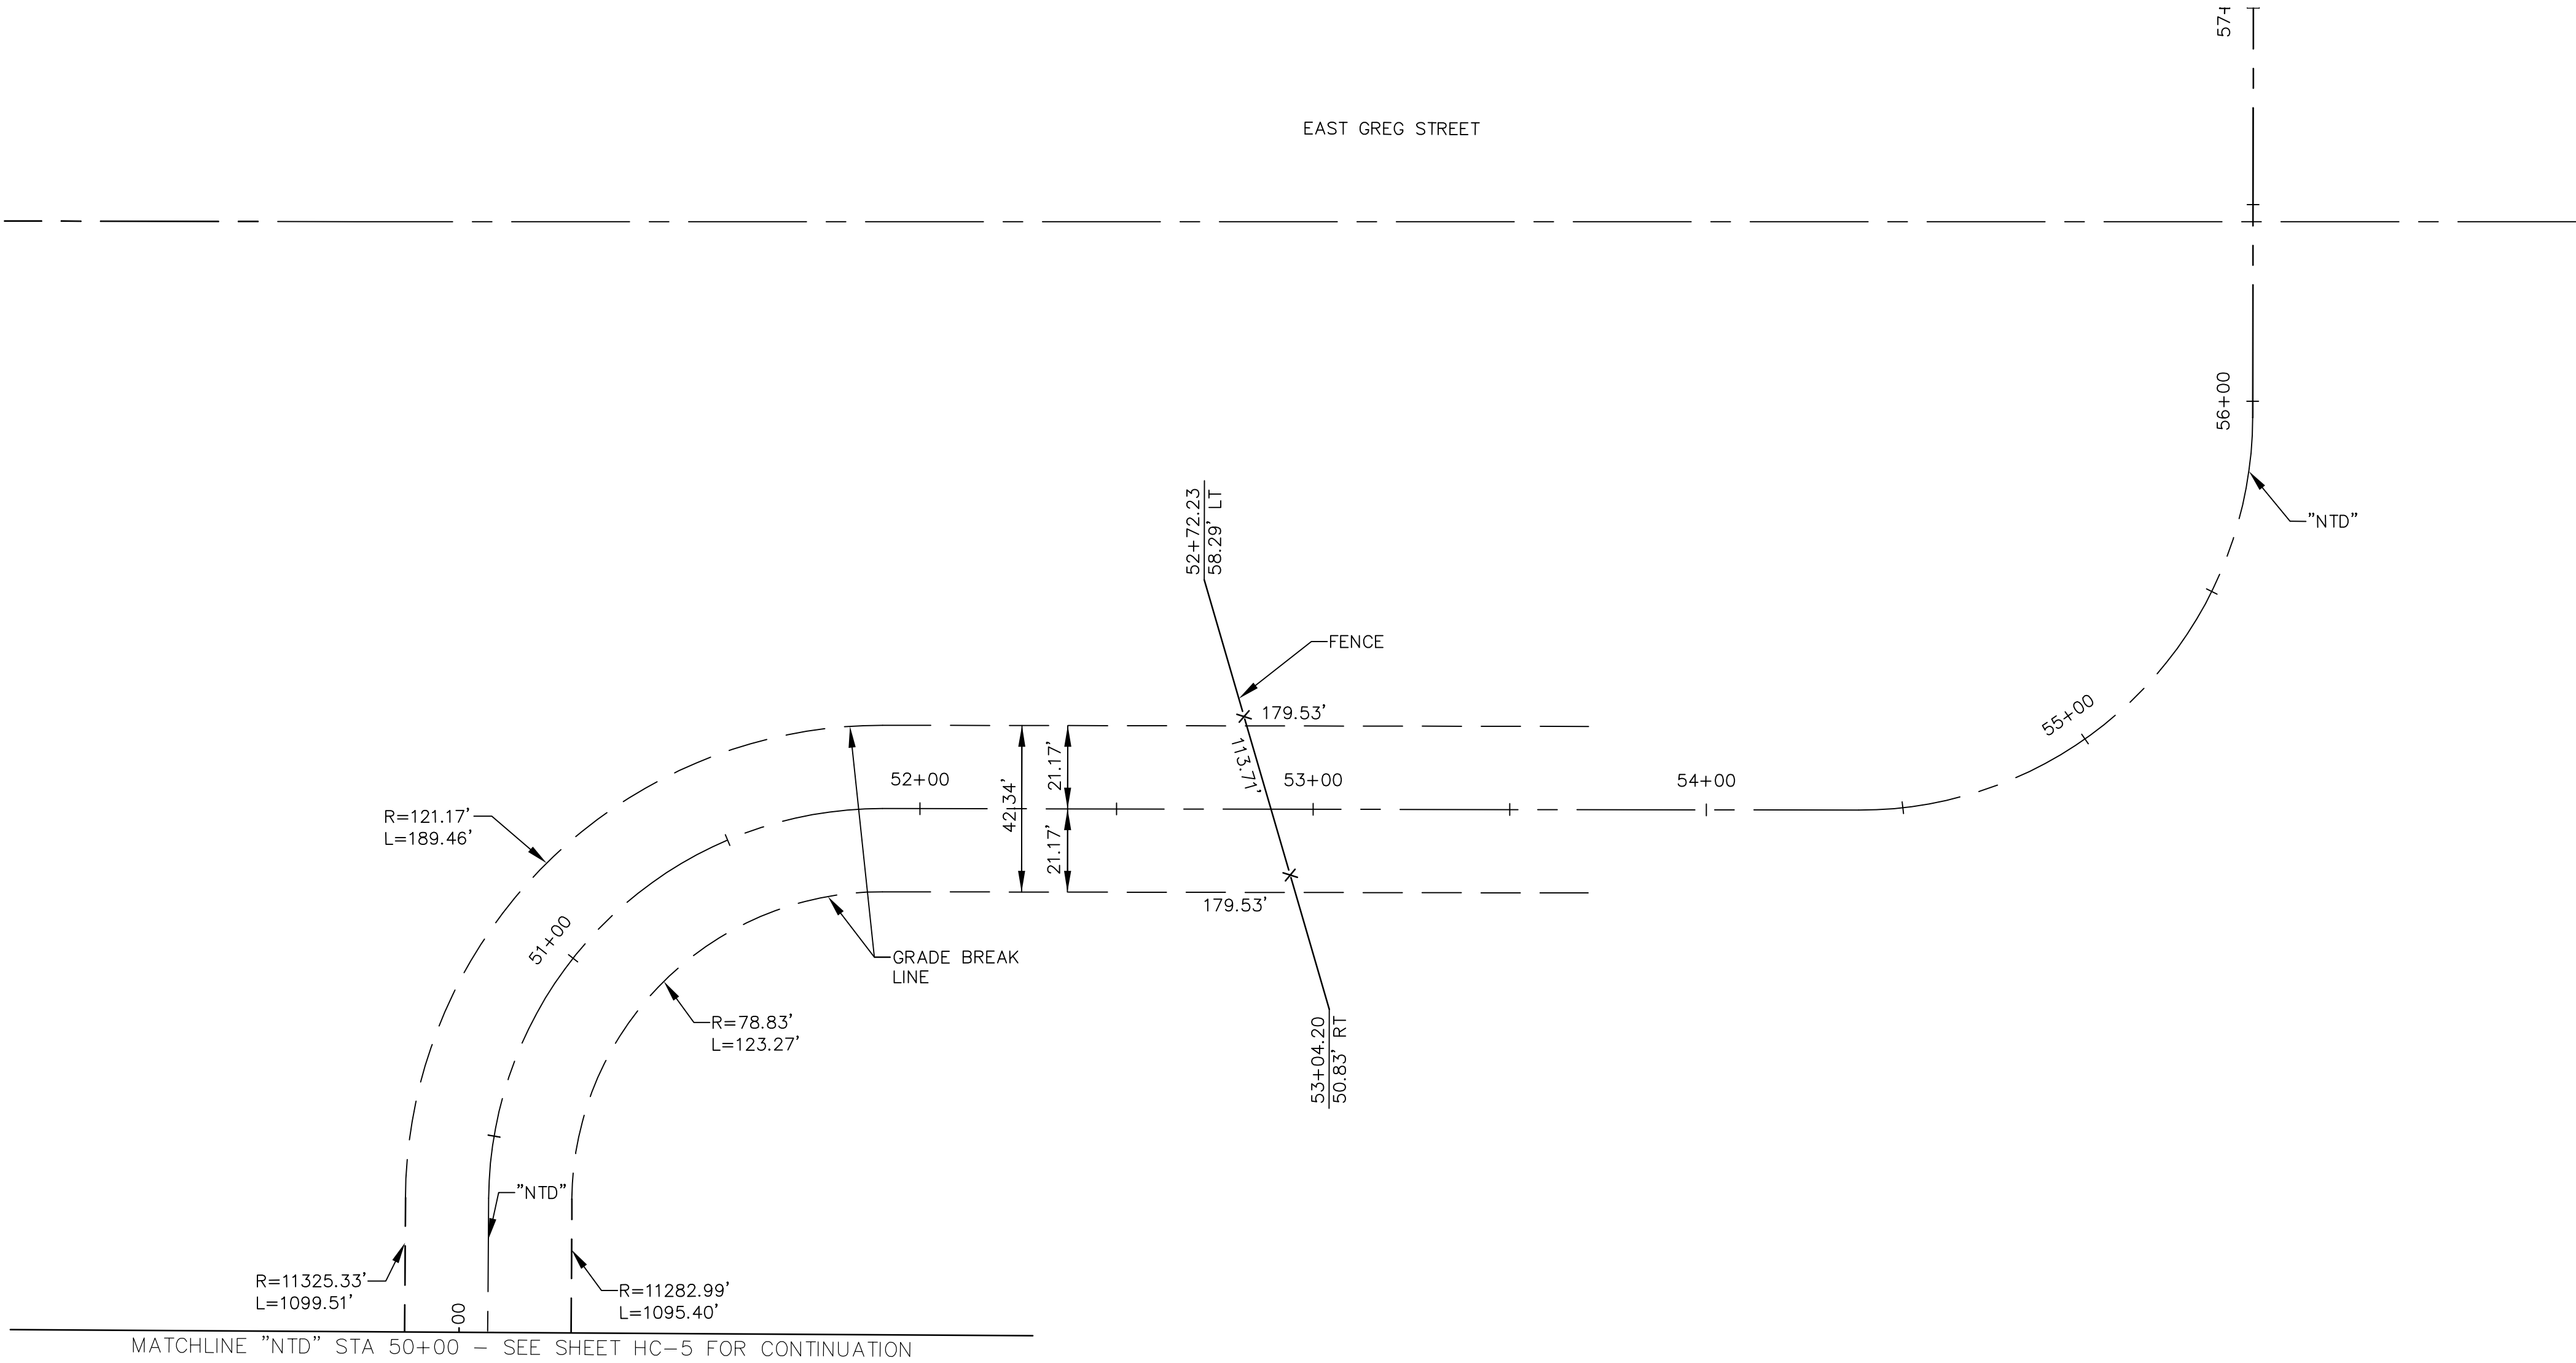 57+
EAST GREG STREET
56+00
"NTD"
52+72.23
58.29' LT
FENCE
179.53'
113.71'
55+00
52+00
53+00
54+00
42.34'
21.17'
21.17'
R=121.17'
L=189.46'
179.53'
51+00
GRADE BREAK
LINE
R=78.83'
L=123.27'
53+04.20
50.83' RT
"NTD"
R=11325.33'
L=1099.51'
R=11282.99'
L=1095.40'
00
MATCHLINE "NTD" STA 50+00 – SEE SHEET HC–5 FOR CONTINUATION